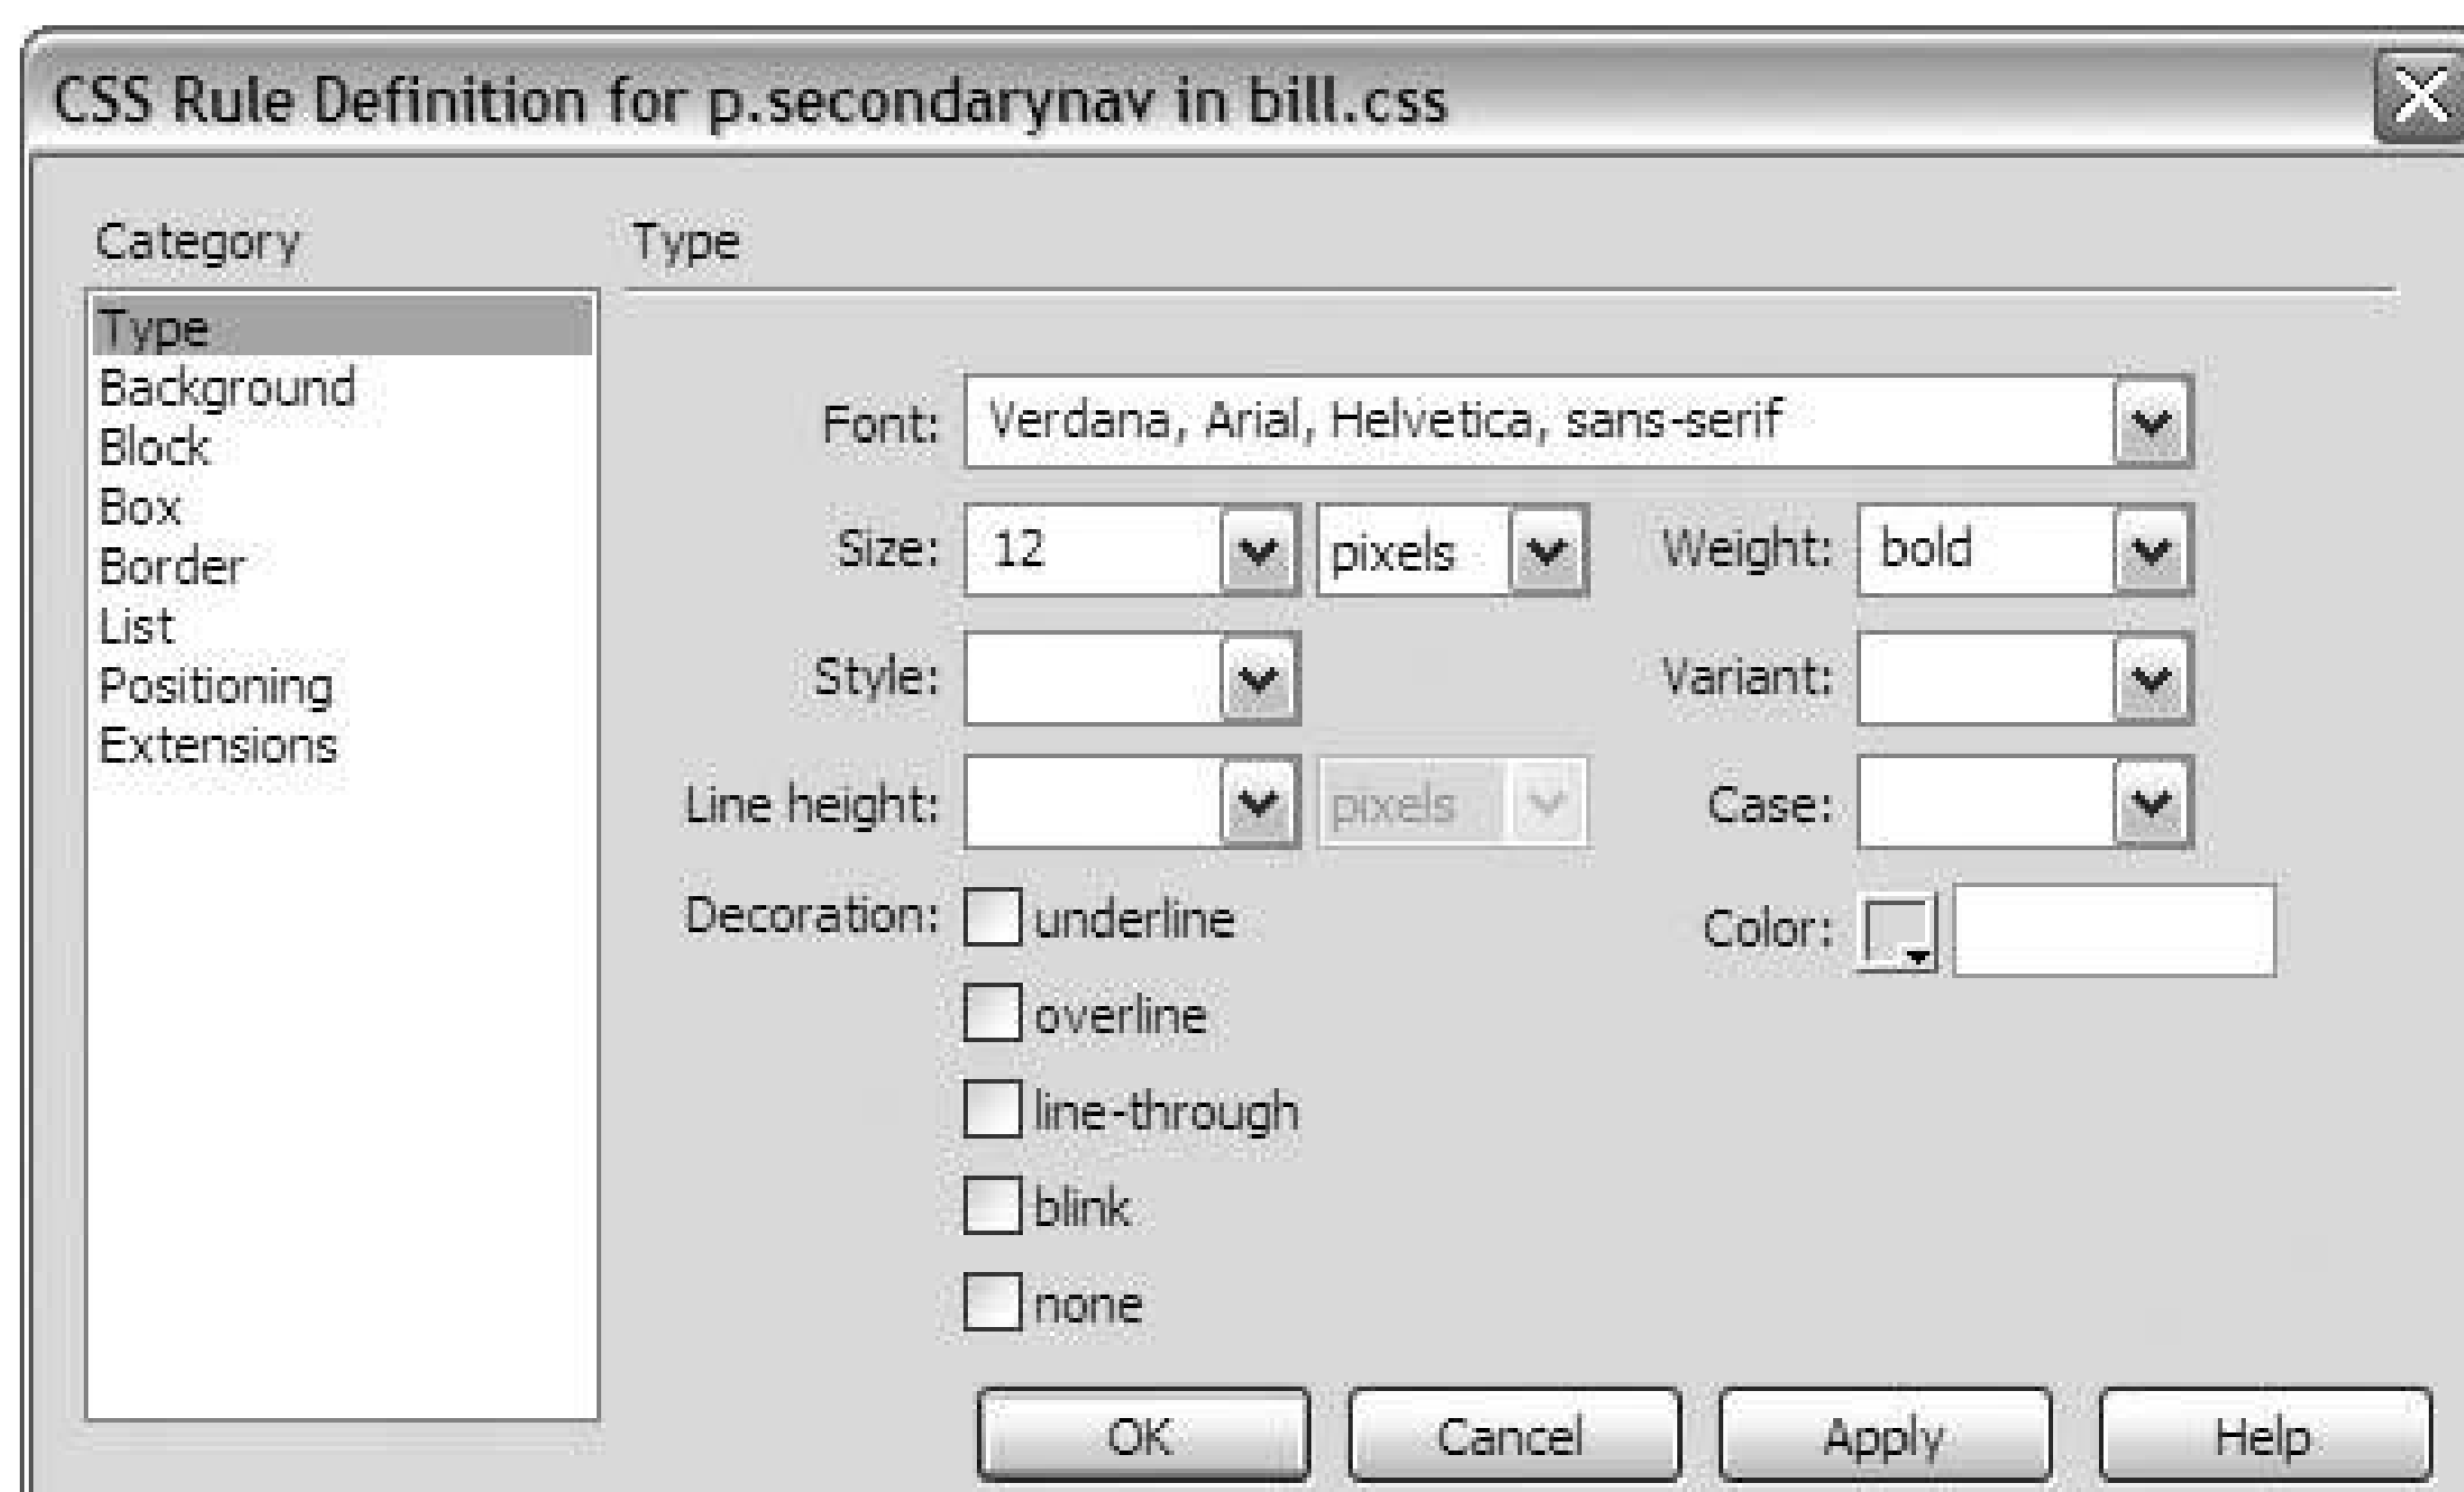 CSS Rule Definition for p.secondarynav in bill.css
Category
Type
Type
Background
Block
Box
Border
List
Positioning
Extensions
Font: Verdana, Arial, Helvetica, sans-serif
Size: 12 pixels Weight: bold
Style: Variant:
Line height: pixels Case:
Decoration: underline Color:
overline
line-through
blink
none
OK Cancel Apply Help